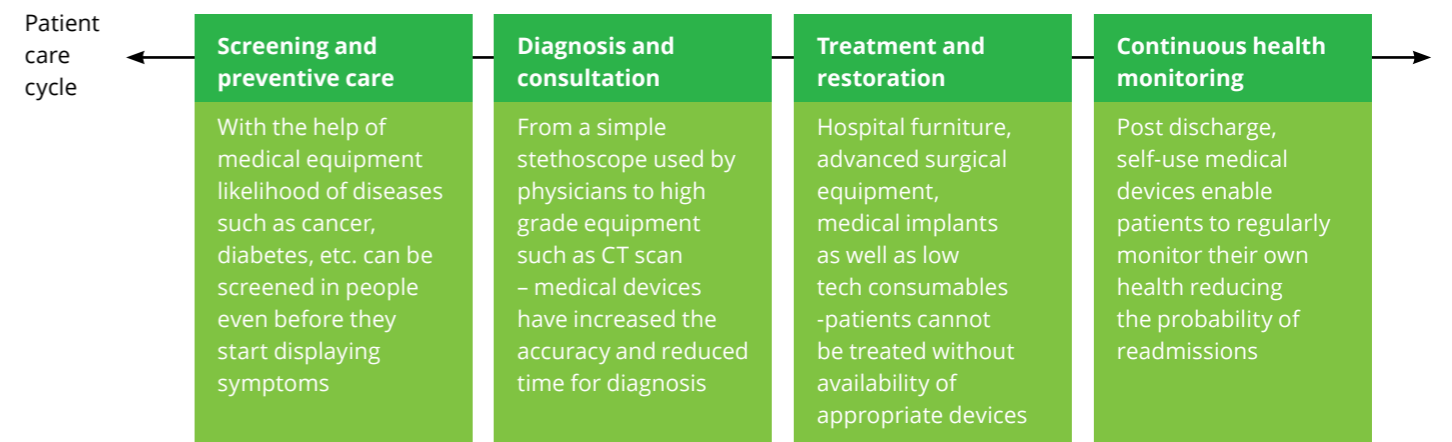 Patient
care
cycle
Screening and
preventive care
With the help of
medical equipment
likelihood of diseases
such as cancer,
diabetes, etc. can be
screened in people
even before they
start displaying
symptoms
Diagnosis and
consultation
From a simple
stethoscope used by
physicians to high
grade equipment
such as CT scan
– medical devices
have increased the
accuracy and reduced
time for diagnosis
Treatment and
restoration
Hospital furniture,
advanced surgical
equipment,
medical implants
as well as low
tech consumables
-patients cannot
be treated without
availability of
appropriate devices
Continuous health
monitoring
Post discharge,
self-use medical
devices enable
patients to regularly
monitor their own
health reducing
the probability of
readmissions